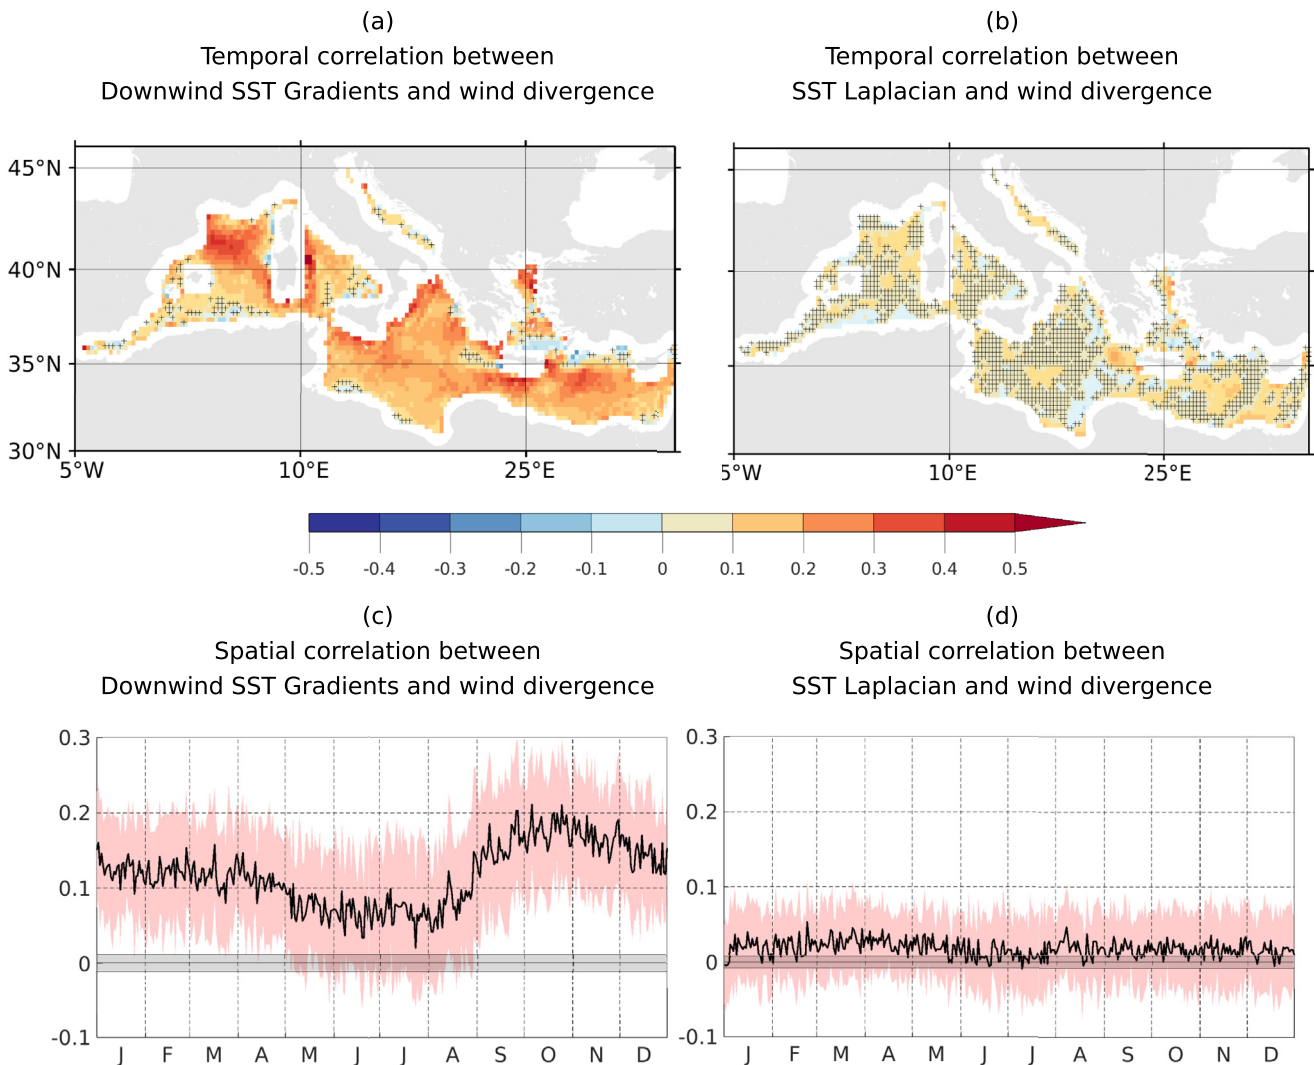 (a)
Temporal correlation between
Downwind SST Gradients and wind divergence
(b)
Temporal correlation between
SST Laplacian and wind divergence
45°N
40°N
35°N
30°N
5°W 10°E 25°E
5°W 10°E 25°E
-0.5 -0.4 -0.3 -0.2 -0.1 0 0.1 0.2 0.3 0.4 0.5
(c)
Spatial correlation between
Downwind SST Gradients and wind divergence
(d)
Spatial correlation between
SST Laplacian and wind divergence
0.3
0.2
0.1
0
-0.1
J F M A M J J A S O N D
0.3
0.2
0.1
0
-0.1
J F M A M J J A S O N D